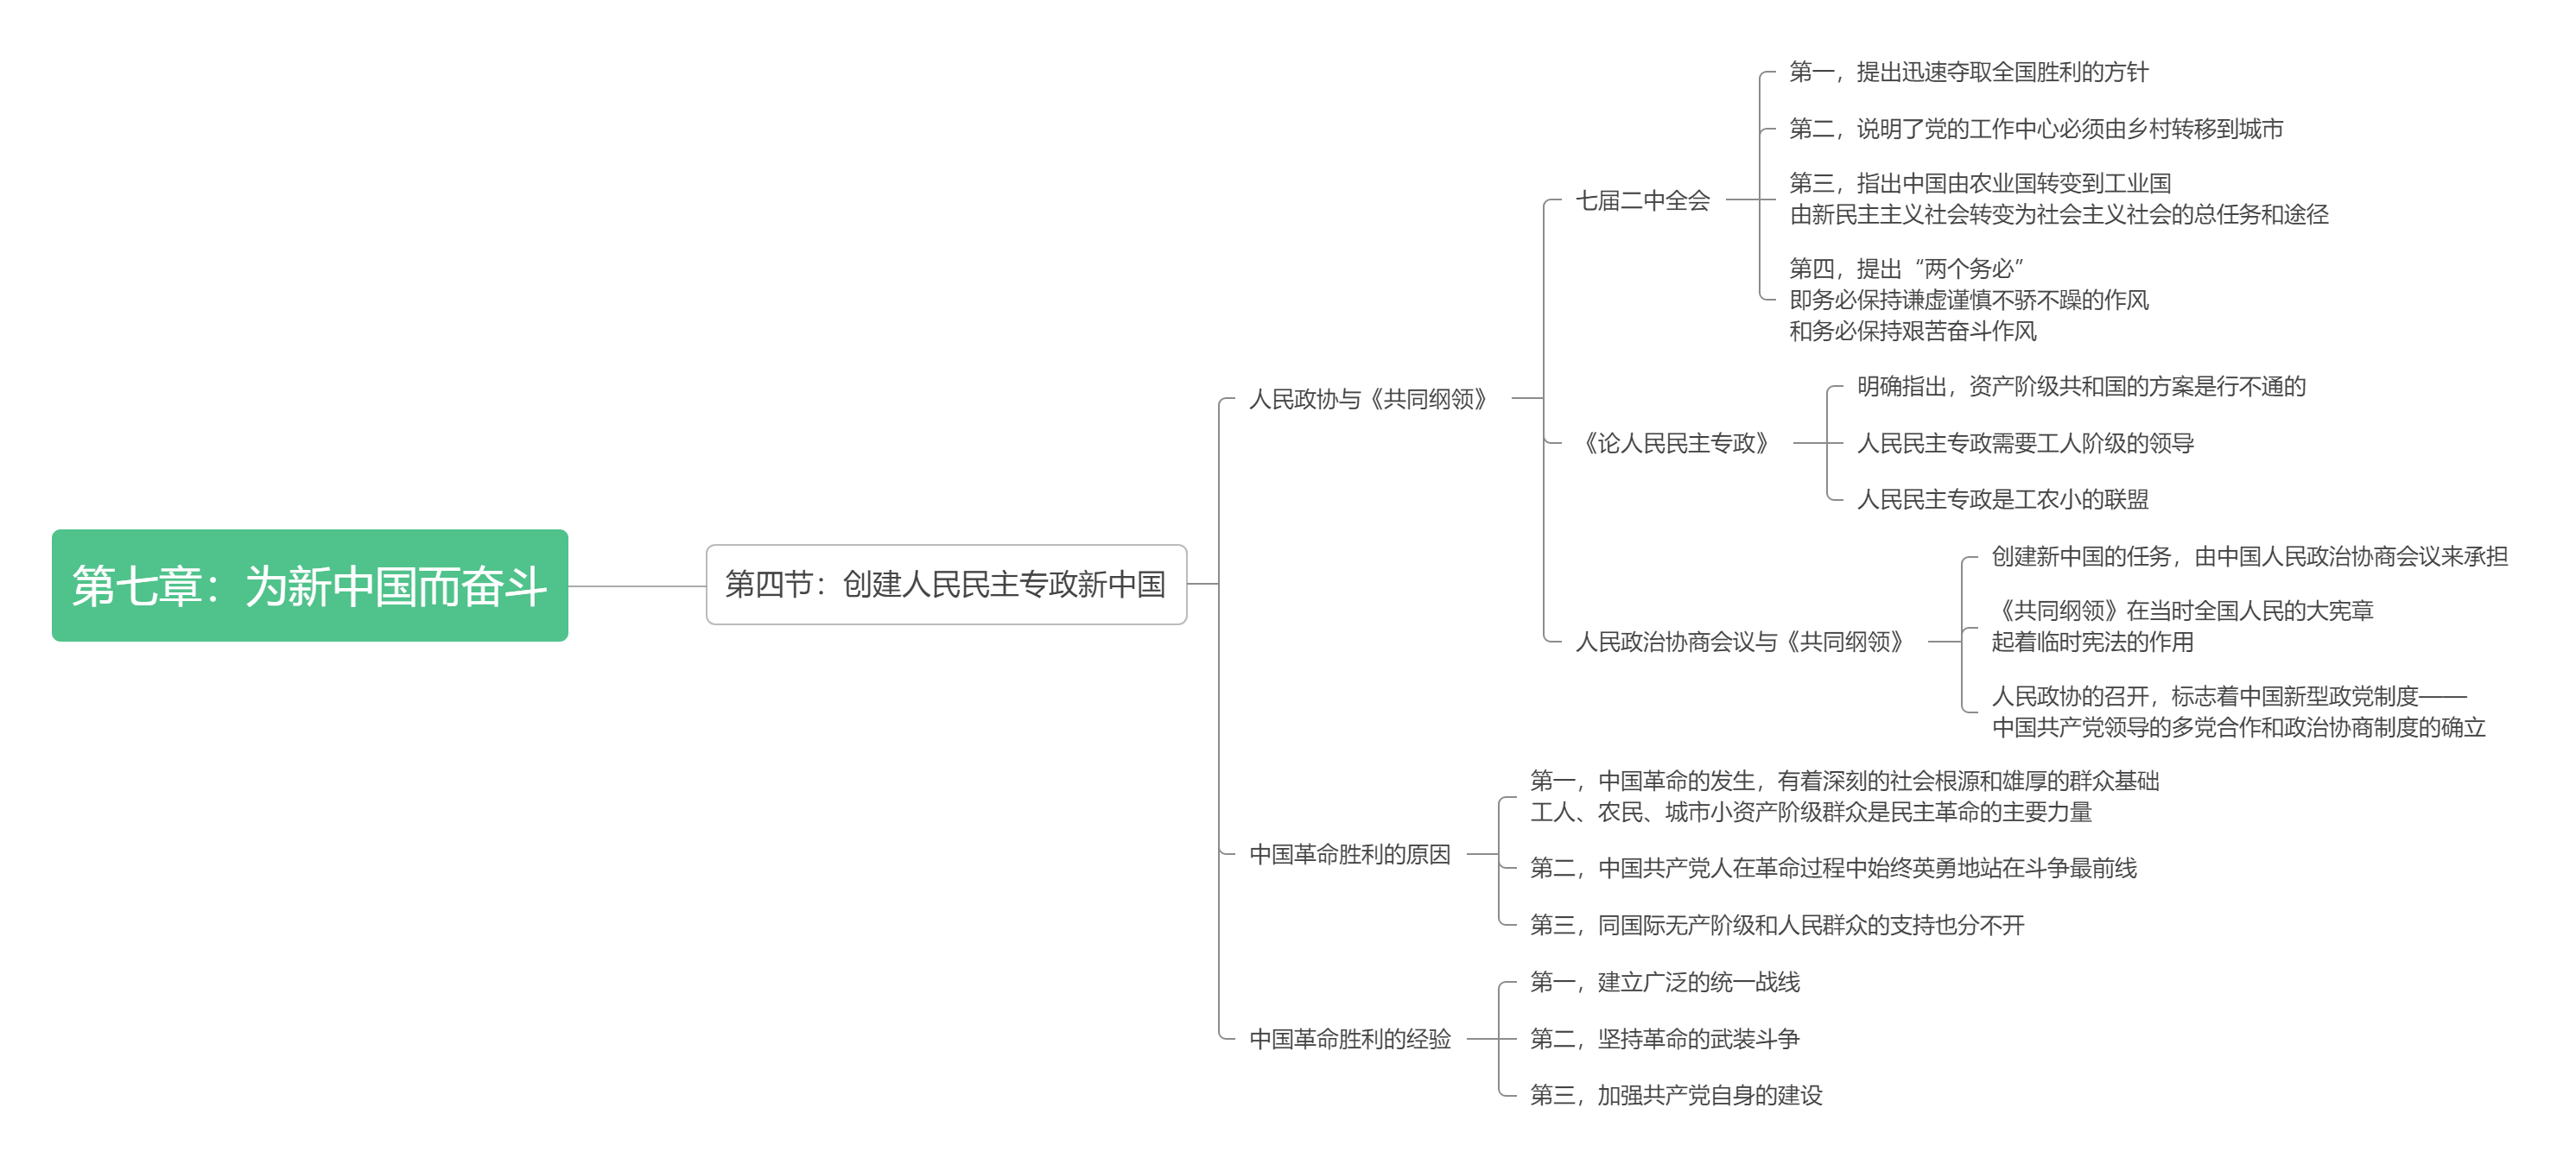 第七章：为新中国而奋斗
第四节：创建人民民主专政新中国
人民政协与《共同纲领》
七届二中全会
第一，提出迅速夺取全国胜利的方针
第二，说明了党的工作中心必须由乡村转移到城市
第三，指出中国由农业国转变到工业国
由新民主主义社会转变为社会主义社会的总任务和途径
第四，提出“两个务必”
即务必保持谦虚谨慎不骄不躁的作风
和务必保持艰苦奋斗作风
《论人民民主专政》
明确指出，资产阶级共和国的方案是行不通的
人民民主专政需要工人阶级的领导
人民民主专政是工农小的联盟
人民政治协商会议与《共同纲领》
创建新中国的任务，由中国人民政治协商会议来承担
《共同纲领》在当时全国人民的大宪章
起着临时宪法的作用
人民政协的召开，标志着中国新型政党制度——
中国共产党领导的多党合作和政治协商制度的确立
中国革命胜利的原因
第一，中国革命的发生，有着深刻的社会根源和雄厚的群众基础
工人、农民、城市小资产阶级群众是民主革命的主要力量
第二，中国共产党人在革命过程中始终英勇地站在斗争最前线
第三，同国际无产阶级和人民群众的支持也分不开
中国革命胜利的经验
第一，建立广泛的统一战线
第二，坚持革命的武装斗争
第三，加强共产党自身的建设